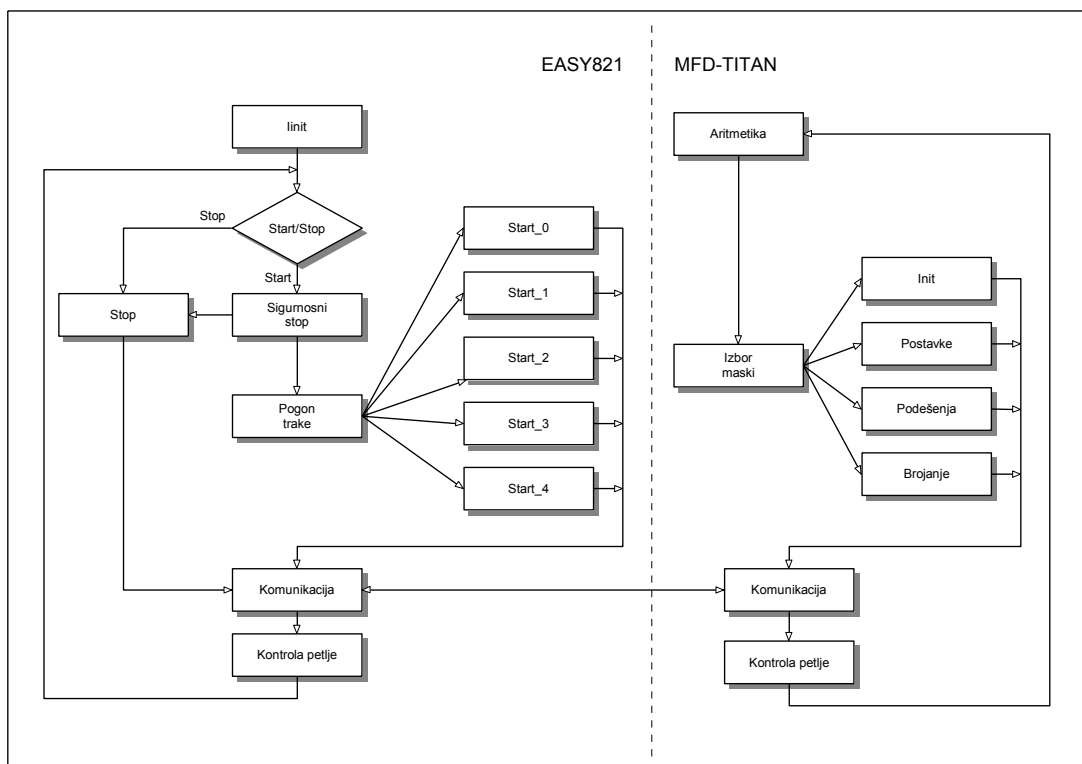 EASY821
Iinit
Start/Stop
Stop
Start
Stop
Sigurnosni
stop
Pogon
trake
Start_0
Start_1
Start_2
Start_3
Start_4
Komunikacija
Kontrola petlje
MFD-TITAN
Aritmetika
Izbor
maski
Init
Postavke
Podešenja
Brojanje
Komunikacija
Kontrola petlje